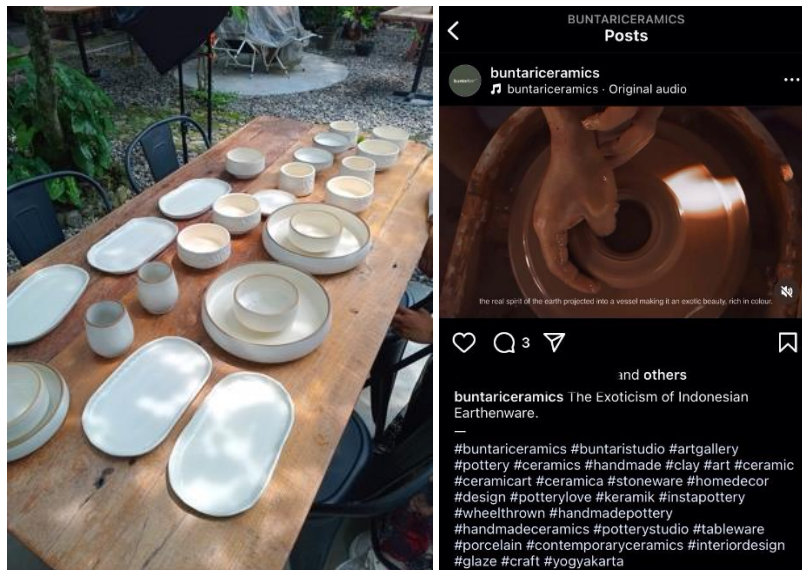 BUNTARICERAMICS
Posts
buntariceramics
buntariceramics · Original audio
the real spirit of the earth projected into a vessel making it an exotic beauty, rich in colour.
3
and others
buntariceramics The Exoticism of Indonesian
Earthenware.
—
#buntariceramics #buntaristudio #artgallery
#pottery #ceramics #handmade #clay #art #ceramic
#ceramicart #ceramica #stoneware #homedecor
#design #potterylove #keramik #instapottery
#wheelthrown #handmadepottery
#handmadeceramics #potterystudio #tableware
#porcelain #contemporaryceramics #interiordesign
#glaze #craft #yogyakarta